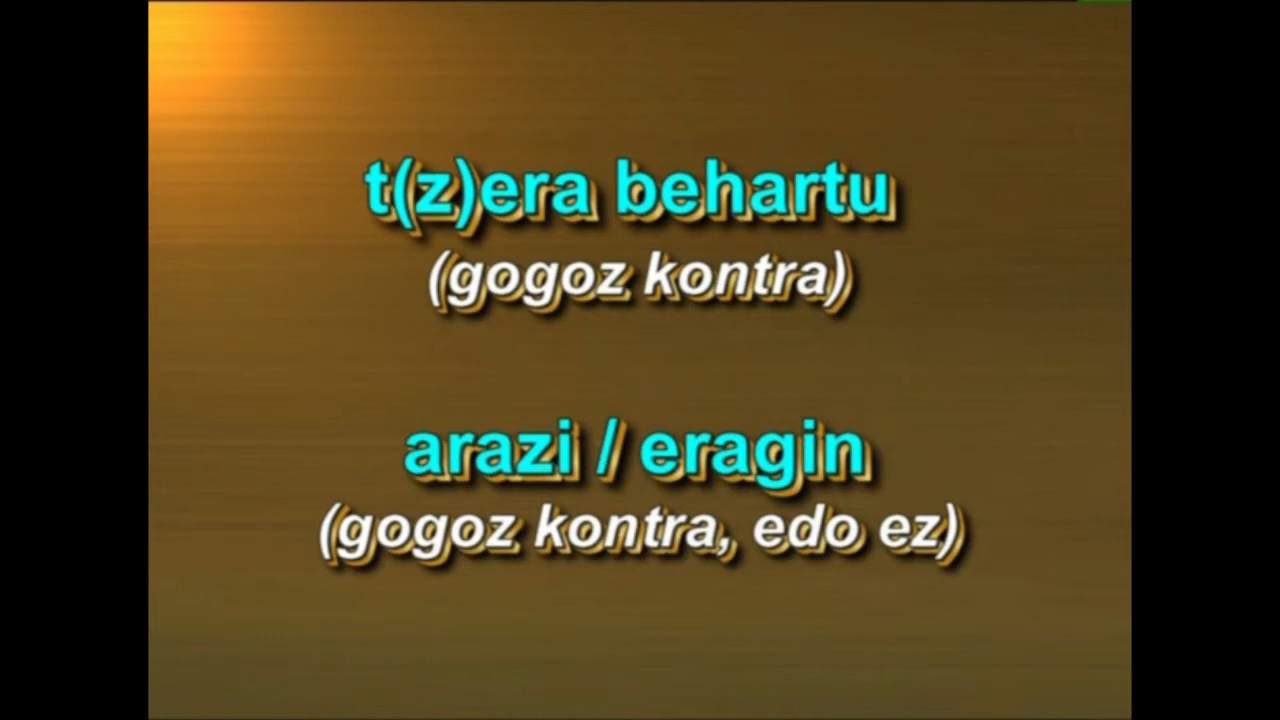 t(z)era behartu
(gogoz kontra)
arazi / eragin
(gogoz kontra, edo ez)